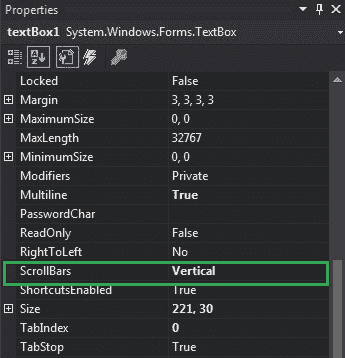 Properties
textBox1 System.Windows.Forms.TextBox
Locked False
Margin 3, 3, 3, 3
MaximumSize 0, 0
MaxLength 32767
MinimumSize 0, 0
Modifiers Private
Multiline True
PasswordChar
ReadOnly False
RightToLeft No
ScrollBars Vertical
ShortcutsEnabled True
Size 221, 30
TabIndex 0
TabStop True